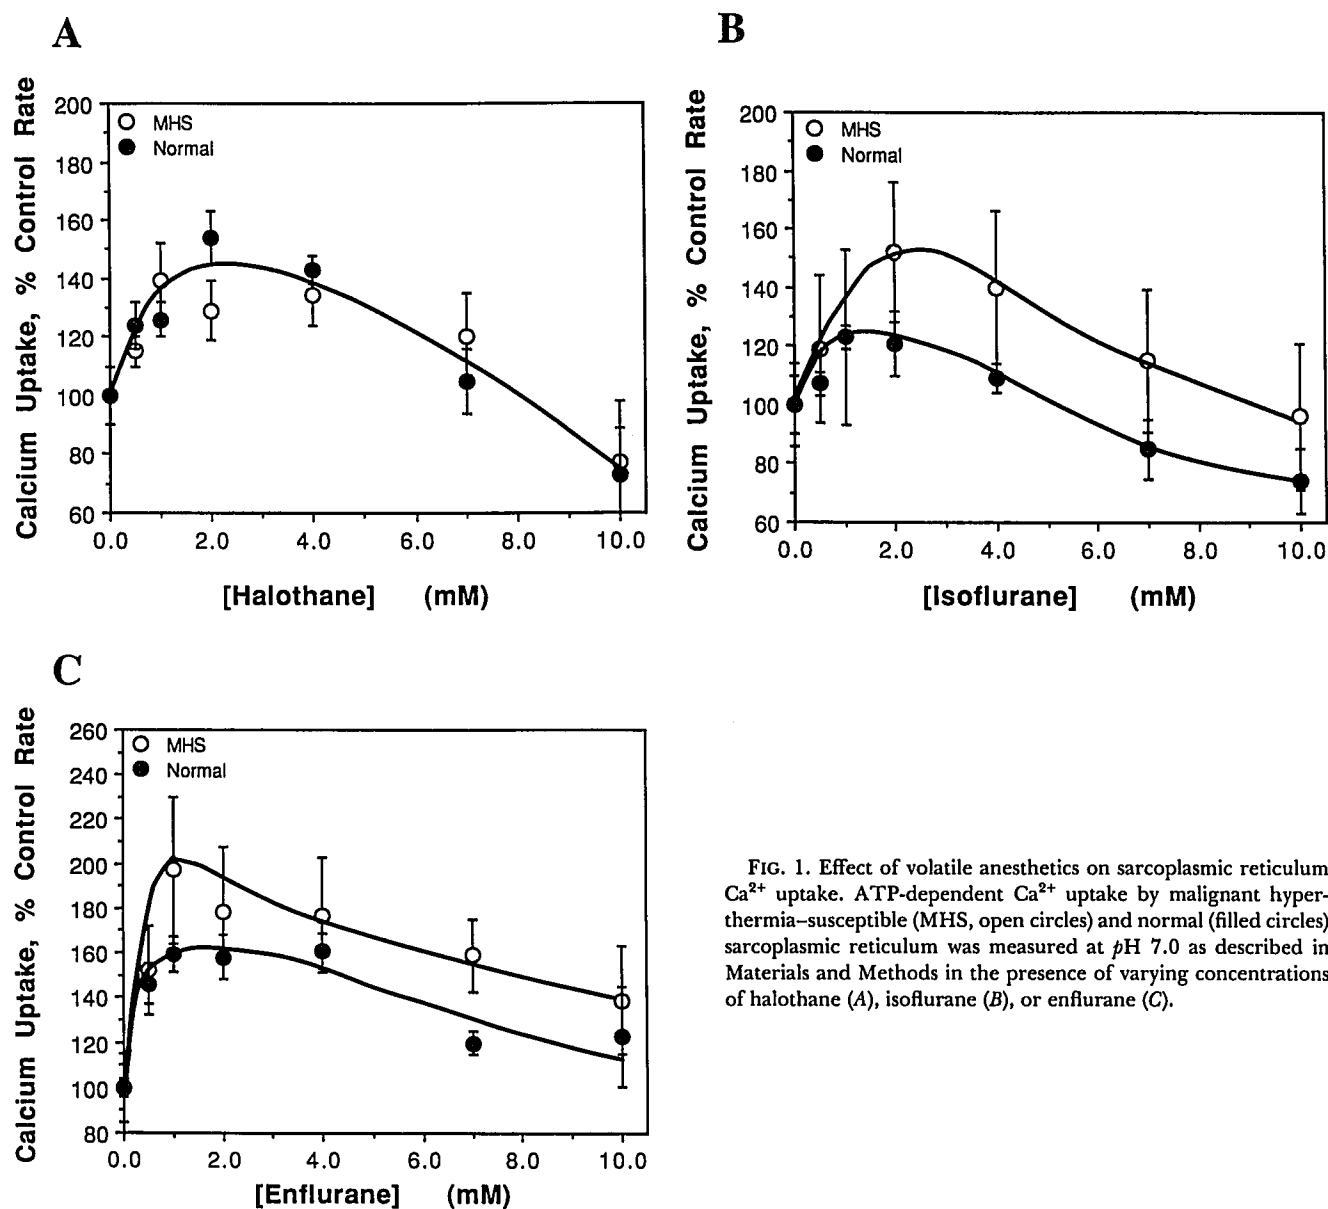 A
Calcium Uptake, % Control Rate
200
180
160
140
120
100
80
60
MHS
Normal
0.0 2.0 4.0 6.0 8.0 10.0
[Halothane] (mM)
B
Calcium Uptake, % Control Rate
200
180
160
140
120
100
80
60
MHS
Normal
0.0 2.0 4.0 6.0 8.0 10.0
[Isoflurane] (mM)
C
Calcium Uptake, % Control Rate
260
240
220
200
180
160
140
120
100
80
MHS
Normal
0.0 2.0 4.0 6.0 8.0 10.0
[Enflurane] (mM)
FIG. 1. Effect of volatile anesthetics on sarcoplasmic reticulum
Ca²⁺ uptake. ATP-dependent Ca²⁺ uptake by malignant hyper-
thermia–susceptible (MHS, open circles) and normal (filled circles)
sarcoplasmic reticulum was measured at pH 7.0 as described in
Materials and Methods in the presence of varying concentrations
of halothane (A), isoflurane (B), or enflurane (C).